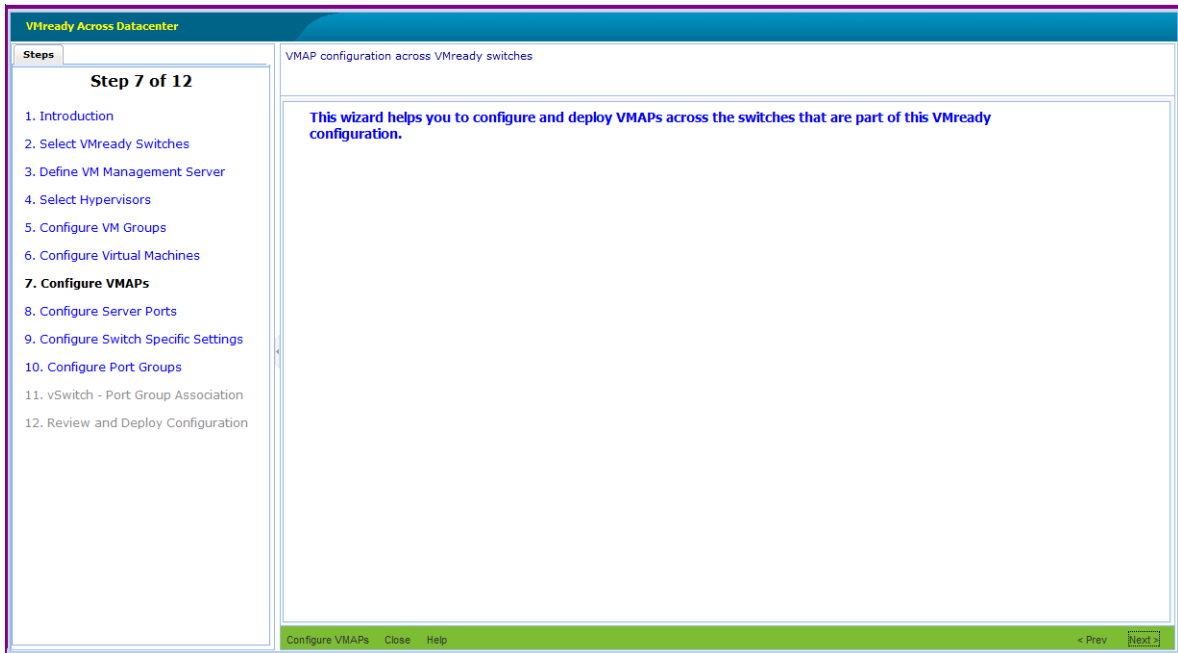 VMready Across Datacenter
Steps
Step 7 of 12
1. Introduction
2. Select VMready Switches
3. Define VM Management Server
4. Select Hypervisors
5. Configure VM Groups
6. Configure Virtual Machines
7. Configure VMAPs
8. Configure Server Ports
9. Configure Switch Specific Settings
10. Configure Port Groups
11. vSwitch - Port Group Association
12. Review and Deploy Configuration
VMAP configuration across VMready switches
This wizard helps you to configure and deploy VMAPs across the switches that are part of this VMready
configuration.
Configure VMAPs Close Help < Prev Next >